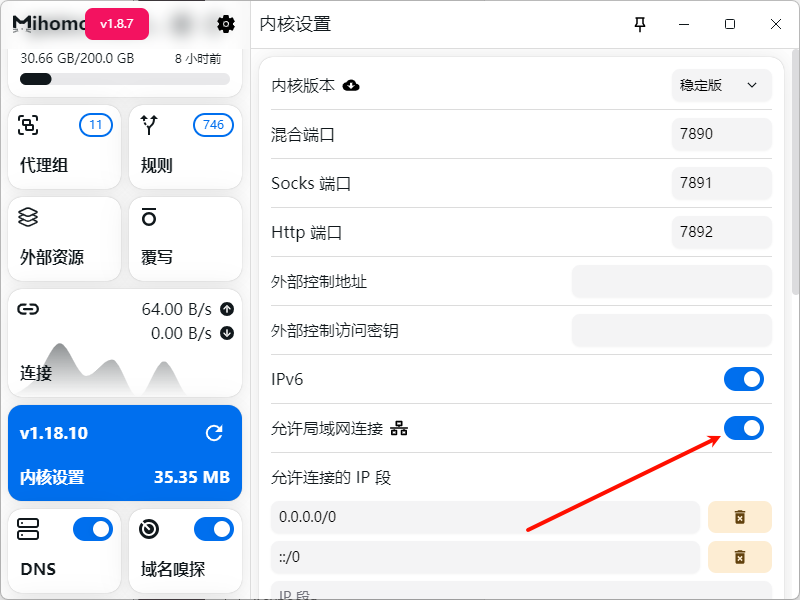 Mihomo v1.8.7
30.66 GB/200.0 GB 8 小时前
11
代理组
746
规则
外部资源
覆写
64.00 B/s
0.00 B/s
连接
v1.18.10
内核设置 35.35 MB
DNS
域名嗅探
内核设置
内核版本 稳定版
混合端口 7890
Socks 端口 7891
Http 端口 7892
外部控制地址
外部控制访问密钥
IPv6
允许局域网连接
允许连接的 IP 段
0.0.0.0/0
::/0
IP 段